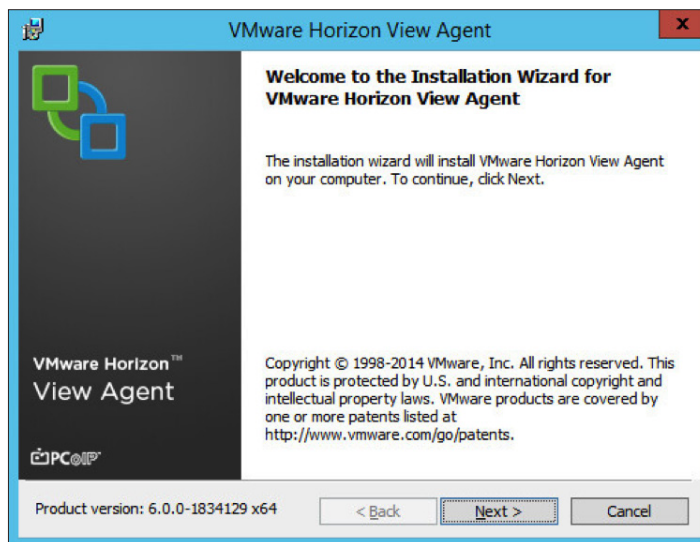 VMware Horizon View Agent
x
Welcome to the Installation Wizard for
VMware Horizon View Agent
The installation wizard will install VMware Horizon View Agent
on your computer. To continue, click Next.
VMware Horizon™
View Agent
Copyright © 1998-2014 VMware, Inc. All rights reserved. This
product is protected by U.S. and international copyright and
intellectual property laws. VMware products are covered by
one or more patents listed at
http://www.vmware.com/go/patents.
PCoIP
Product version: 6.0.0-1834129 x64
< Back
Next >
Cancel